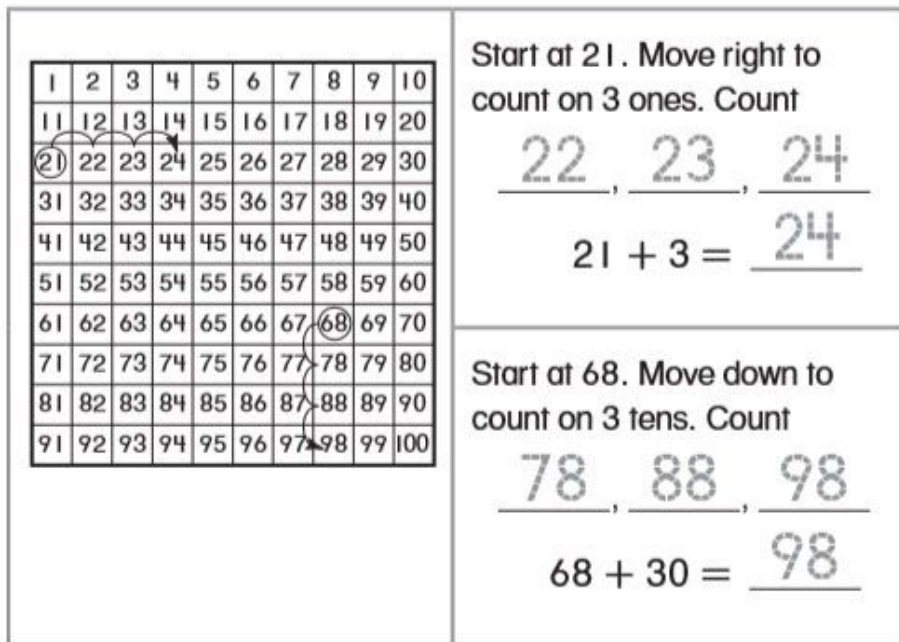 1 2 3 4 5 6 7 8 9 10
11 12 13 14 15 16 17 18 19 20
21 22 23 24 25 26 27 28 29 30
31 32 33 34 35 36 37 38 39 40
41 42 43 44 45 46 47 48 49 50
51 52 53 54 55 56 57 58 59 60
61 62 63 64 65 66 67 68 69 70
71 72 73 74 75 76 77 78 79 80
81 82 83 84 85 86 87 88 89 90
91 92 93 94 95 96 97 98 99 100
Start at 21. Move right to
count on 3 ones. Count
22, 23, 24
21 + 3 = 24
Start at 68. Move down to
count on 3 tens. Count
78, 88, 98
68 + 30 = 98